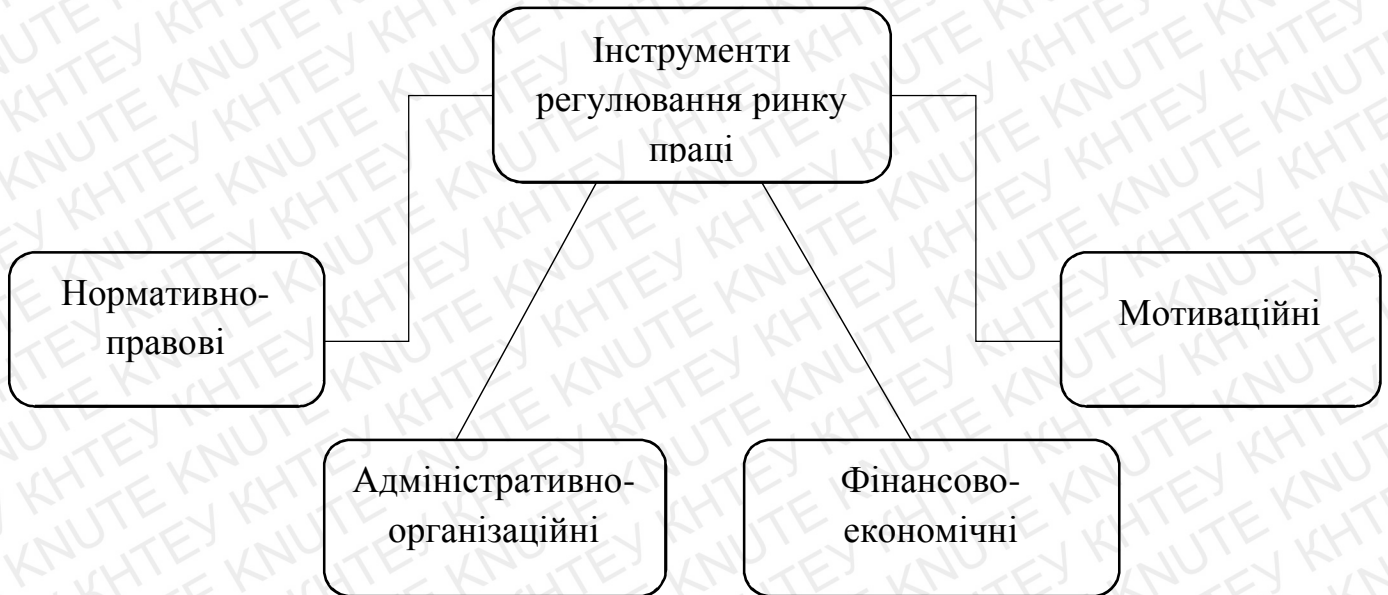 Інструменти
регулювання ринку
праці
Нормативно-
правові
Мотиваційні
Адміністративно-
організаційні
Фінансово-
економічні